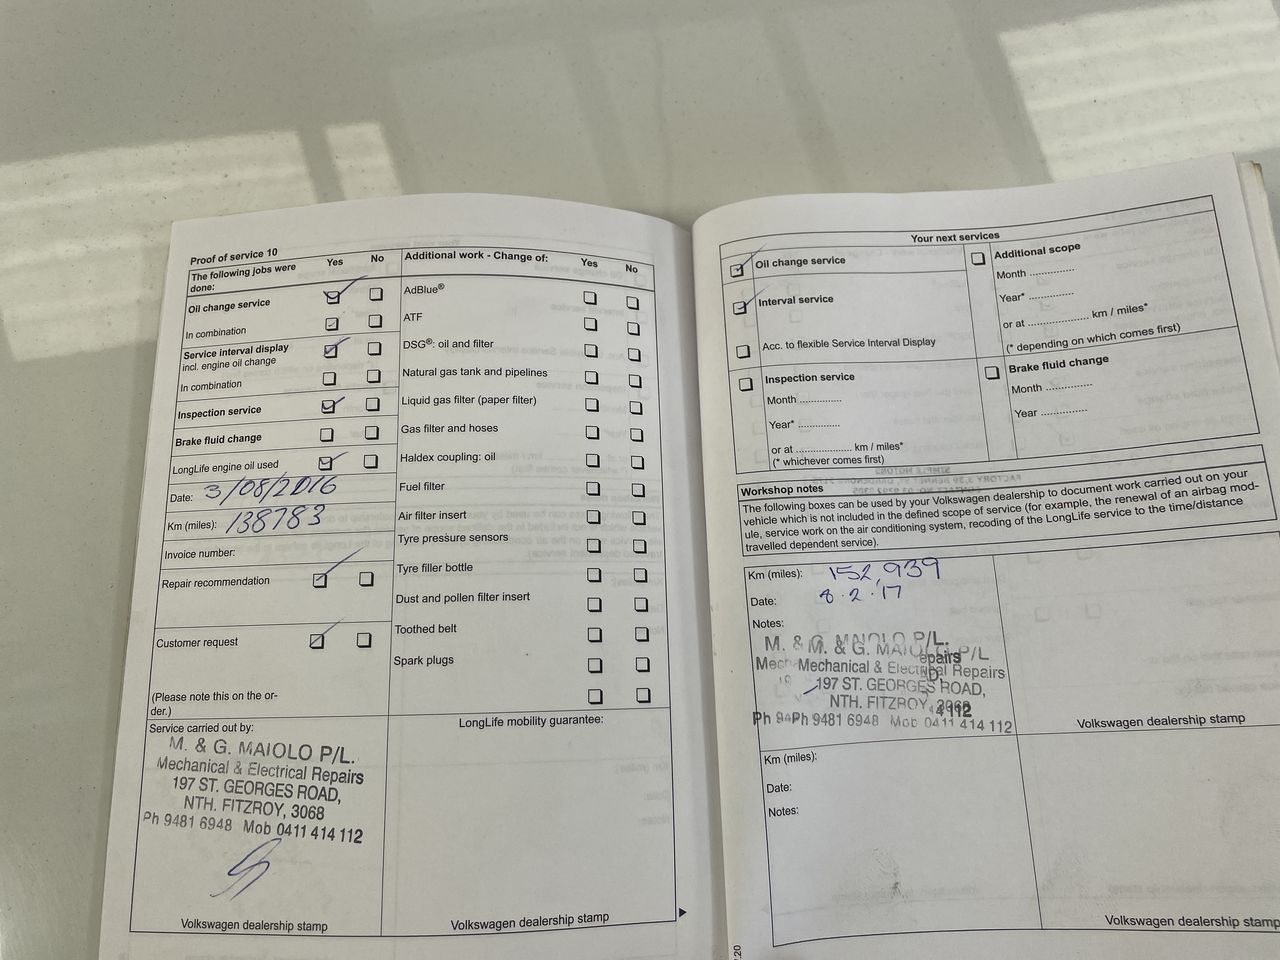 Proof of service 10
The following jobs were done:
Yes No
Oil change service
In combination
Service interval display
incl. engine oil change
In combination
Inspection service
Brake fluid change
LongLife engine oil used
Date: 3/08/2016
Km (miles): 138783
Invoice number:
Repair recommendation
Customer request
(Please note this on the or-
der.)
Service carried out by:
M. & G. MAIOLO P/L.
Mechanical & Electrical Repairs
197 ST. GEORGES ROAD,
NTH. FITZROY, 3068
Ph 9481 6948 Mob 0411 414 112
Volkswagen dealership stamp
Additional work - Change of: Yes No
AdBlue®
ATF
DSG®: oil and filter
Natural gas tank and pipelines
Liquid gas filter (paper filter)
Gas filter and hoses
Haldex coupling: oil
Fuel filter
Air filter insert
Tyre pressure sensors
Tyre filler bottle
Dust and pollen filter insert
Toothed belt
Spark plugs
LongLife mobility guarantee:
Volkswagen dealership stamp
Your next services
Oil change service
Interval service
Acc. to flexible Service Interval Display
Inspection service
Month ..............
Year* ..............
or at .................... km / miles*
(* whichever comes first)
Additional scope
Month ..............
Year* ..............
or at .................... km / miles*
(* depending on which comes first)
Brake fluid change
Month ..............
Year ..............
Workshop notes
The following boxes can be used by your Volkswagen dealership to document work carried out on your
vehicle which is not included in the defined scope of service (for example, the renewal of an airbag mod-
ule, service work on the air conditioning system, recoding of the LongLife service to the time/distance
travelled dependent service).
Km (miles): 152,939
Date: 8.2.17
Notes:
M. & G. MAIOLO P/L
Mechanical & Electrical Repairs
197 ST. GEORGES ROAD,
NTH. FITZROY, 3068
Ph 9481 6948 Mob 0411 414 112
Volkswagen dealership stamp
Km (miles):
Date:
Notes:
Volkswagen dealership stamp